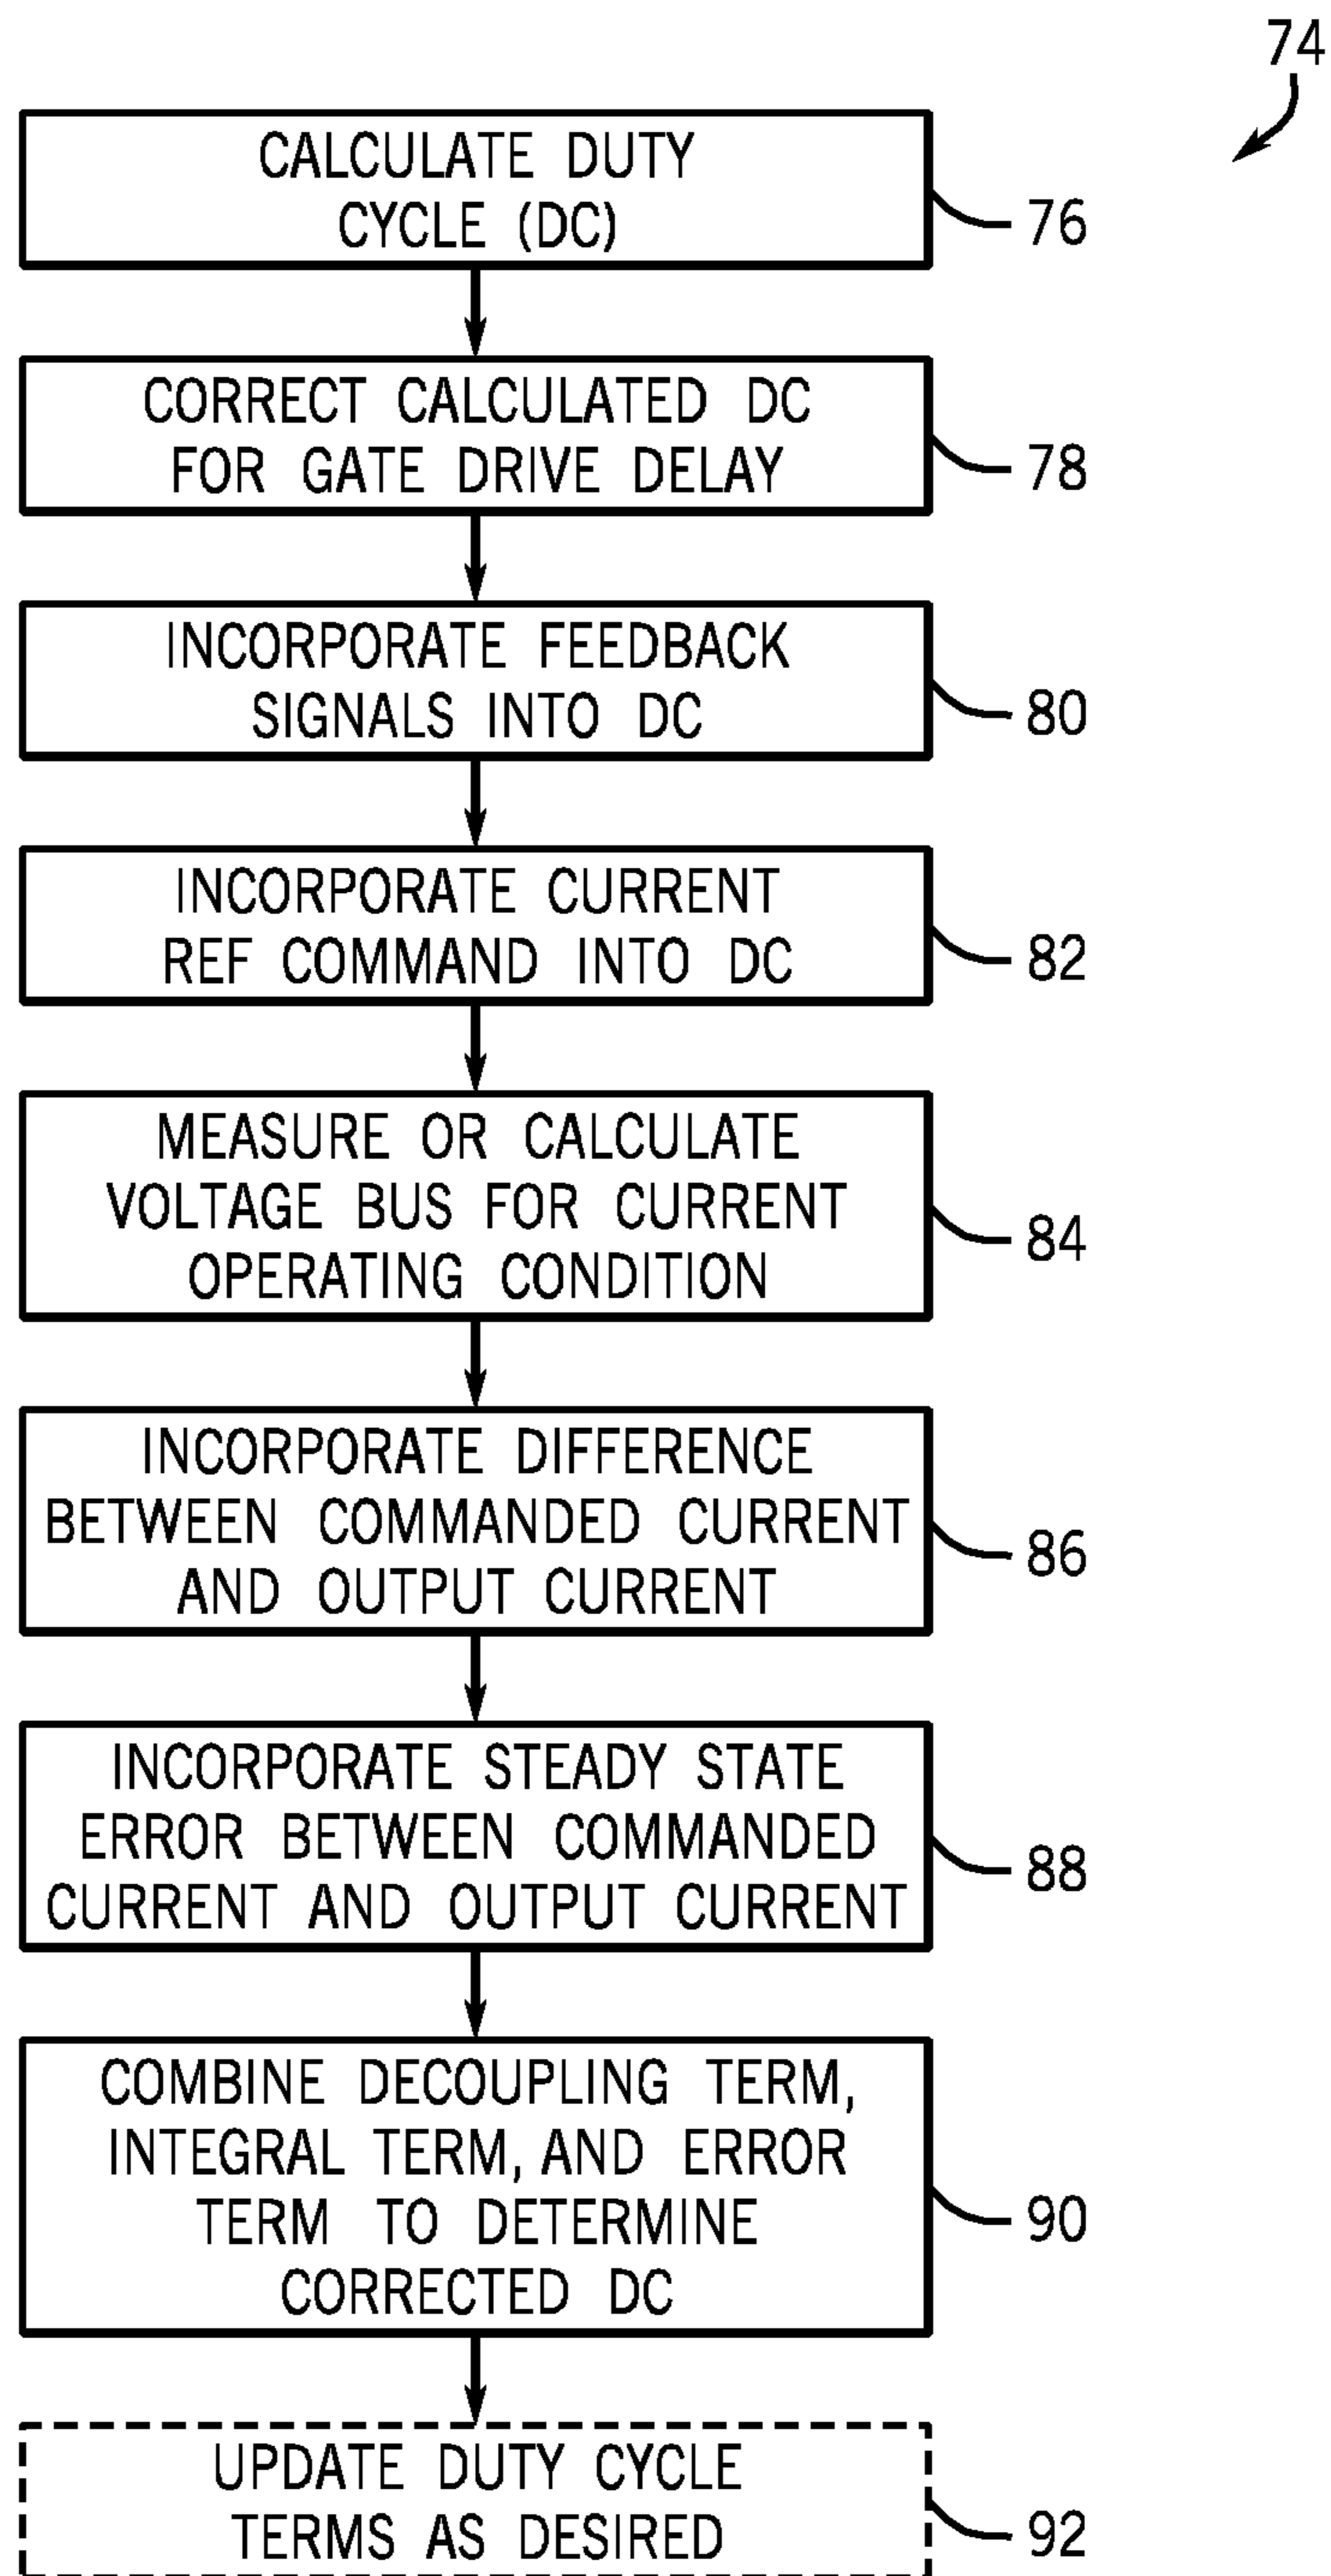 74
CALCULATE DUTY
CYCLE (DC)
76
CORRECT CALCULATED DC
FOR GATE DRIVE DELAY
78
INCORPORATE FEEDBACK
SIGNALS INTO DC
80
INCORPORATE CURRENT
REF COMMAND INTO DC
82
MEASURE OR CALCULATE
VOLTAGE BUS FOR CURRENT
OPERATING CONDITION
84
INCORPORATE DIFFERENCE
BETWEEN COMMANDED CURRENT
AND OUTPUT CURRENT
86
INCORPORATE STEADY STATE
ERROR BETWEEN COMMANDED
CURRENT AND OUTPUT CURRENT
88
COMBINE DECOUPLING TERM,
INTEGRAL TERM, AND ERROR
TERM TO DETERMINE
CORRECTED DC
90
UPDATE DUTY CYCLE
TERMS AS DESIRED
92